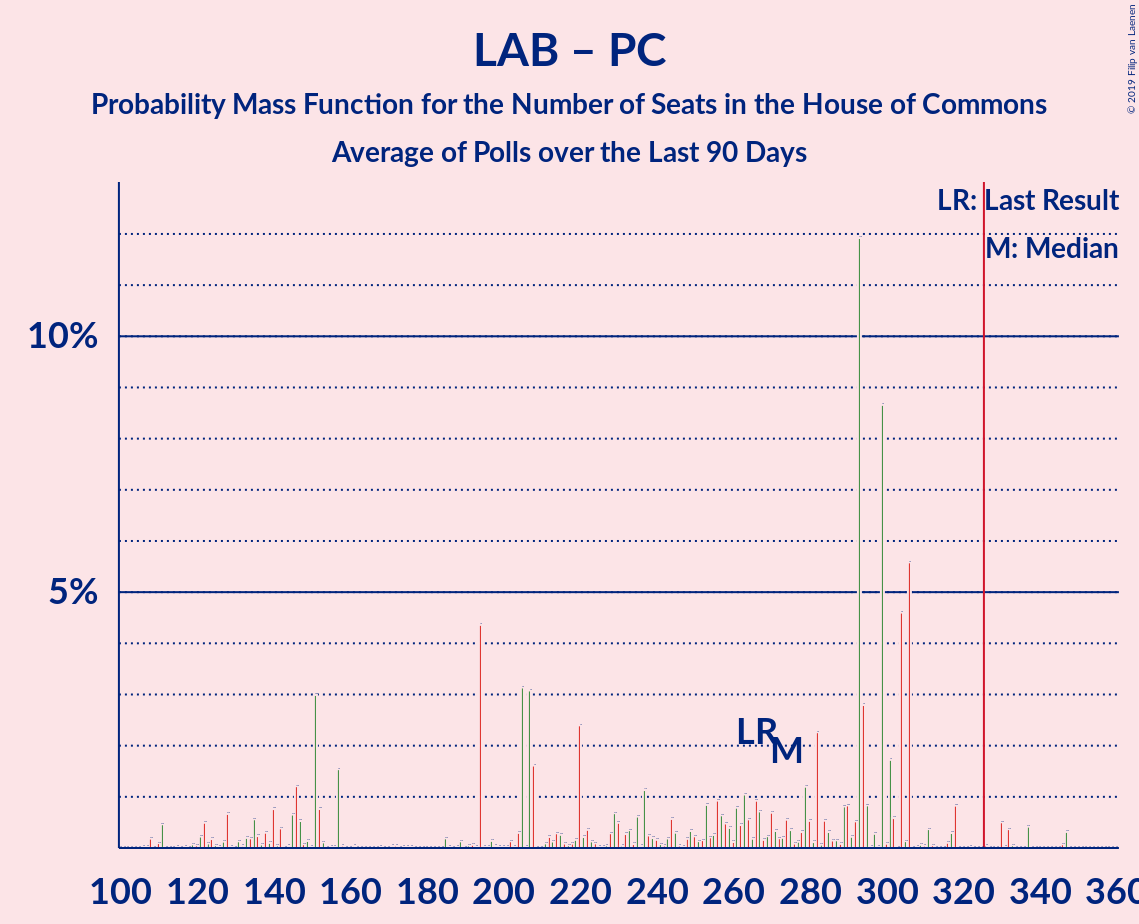 LAB – PC
Probability Mass Function for the Number of Seats in the House of Commons
Average of Polls over the Last 90 Days
© 2019 Filip van Laenen
LR: Last Result
M: Median
10%
5%
LR
M
100 120 140 160 180 200 220 240 260 280 300 320 340 360